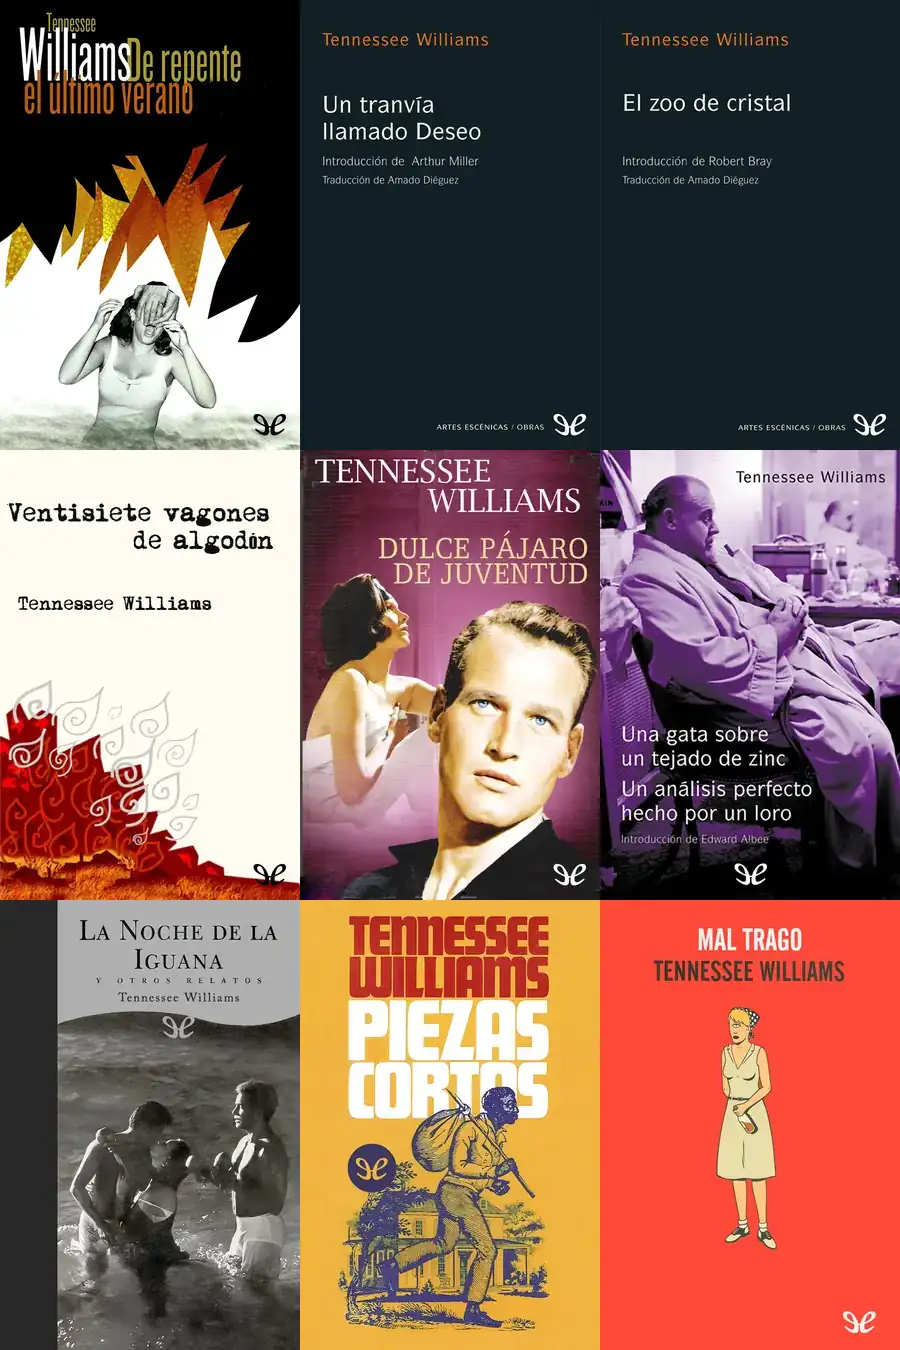 Tennessee
Williams De repente
el último verano
Tennessee Williams
Un tranvía
llamado Deseo
Introducción de Arthur Miller
Traducción de Amado Diéguez
ARTES ESCÉNICAS / OBRAS
Tennessee Williams
El zoo de cristal
Introducción de Robert Bray
Traducción de Amado Diéguez
ARTES ESCÉNICAS / OBRAS
Ventisiete vagones
de algodón
Tennessee Williams
TENNESSEE
WILLIAMS
DULCE PÁJARO
DE JUVENTUD
Tennessee Williams
Una gata sobre
un tejado de zinc
Un análisis perfecto
hecho por un loro
Introducción de Edward Albee
LA NOCHE DE LA
IGUANA
Y OTROS RELATOS
Tennessee Williams
TENNESSEE
WILLIAMS
PIEZAS
CORTAS
MAL TRAGO
TENNESSEE WILLIAMS